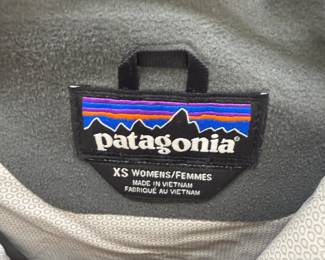 patagonia®
XS WOMENS/FEMMES
MADE IN VIETNAM
FABRIQUÉ AU VIETNAM